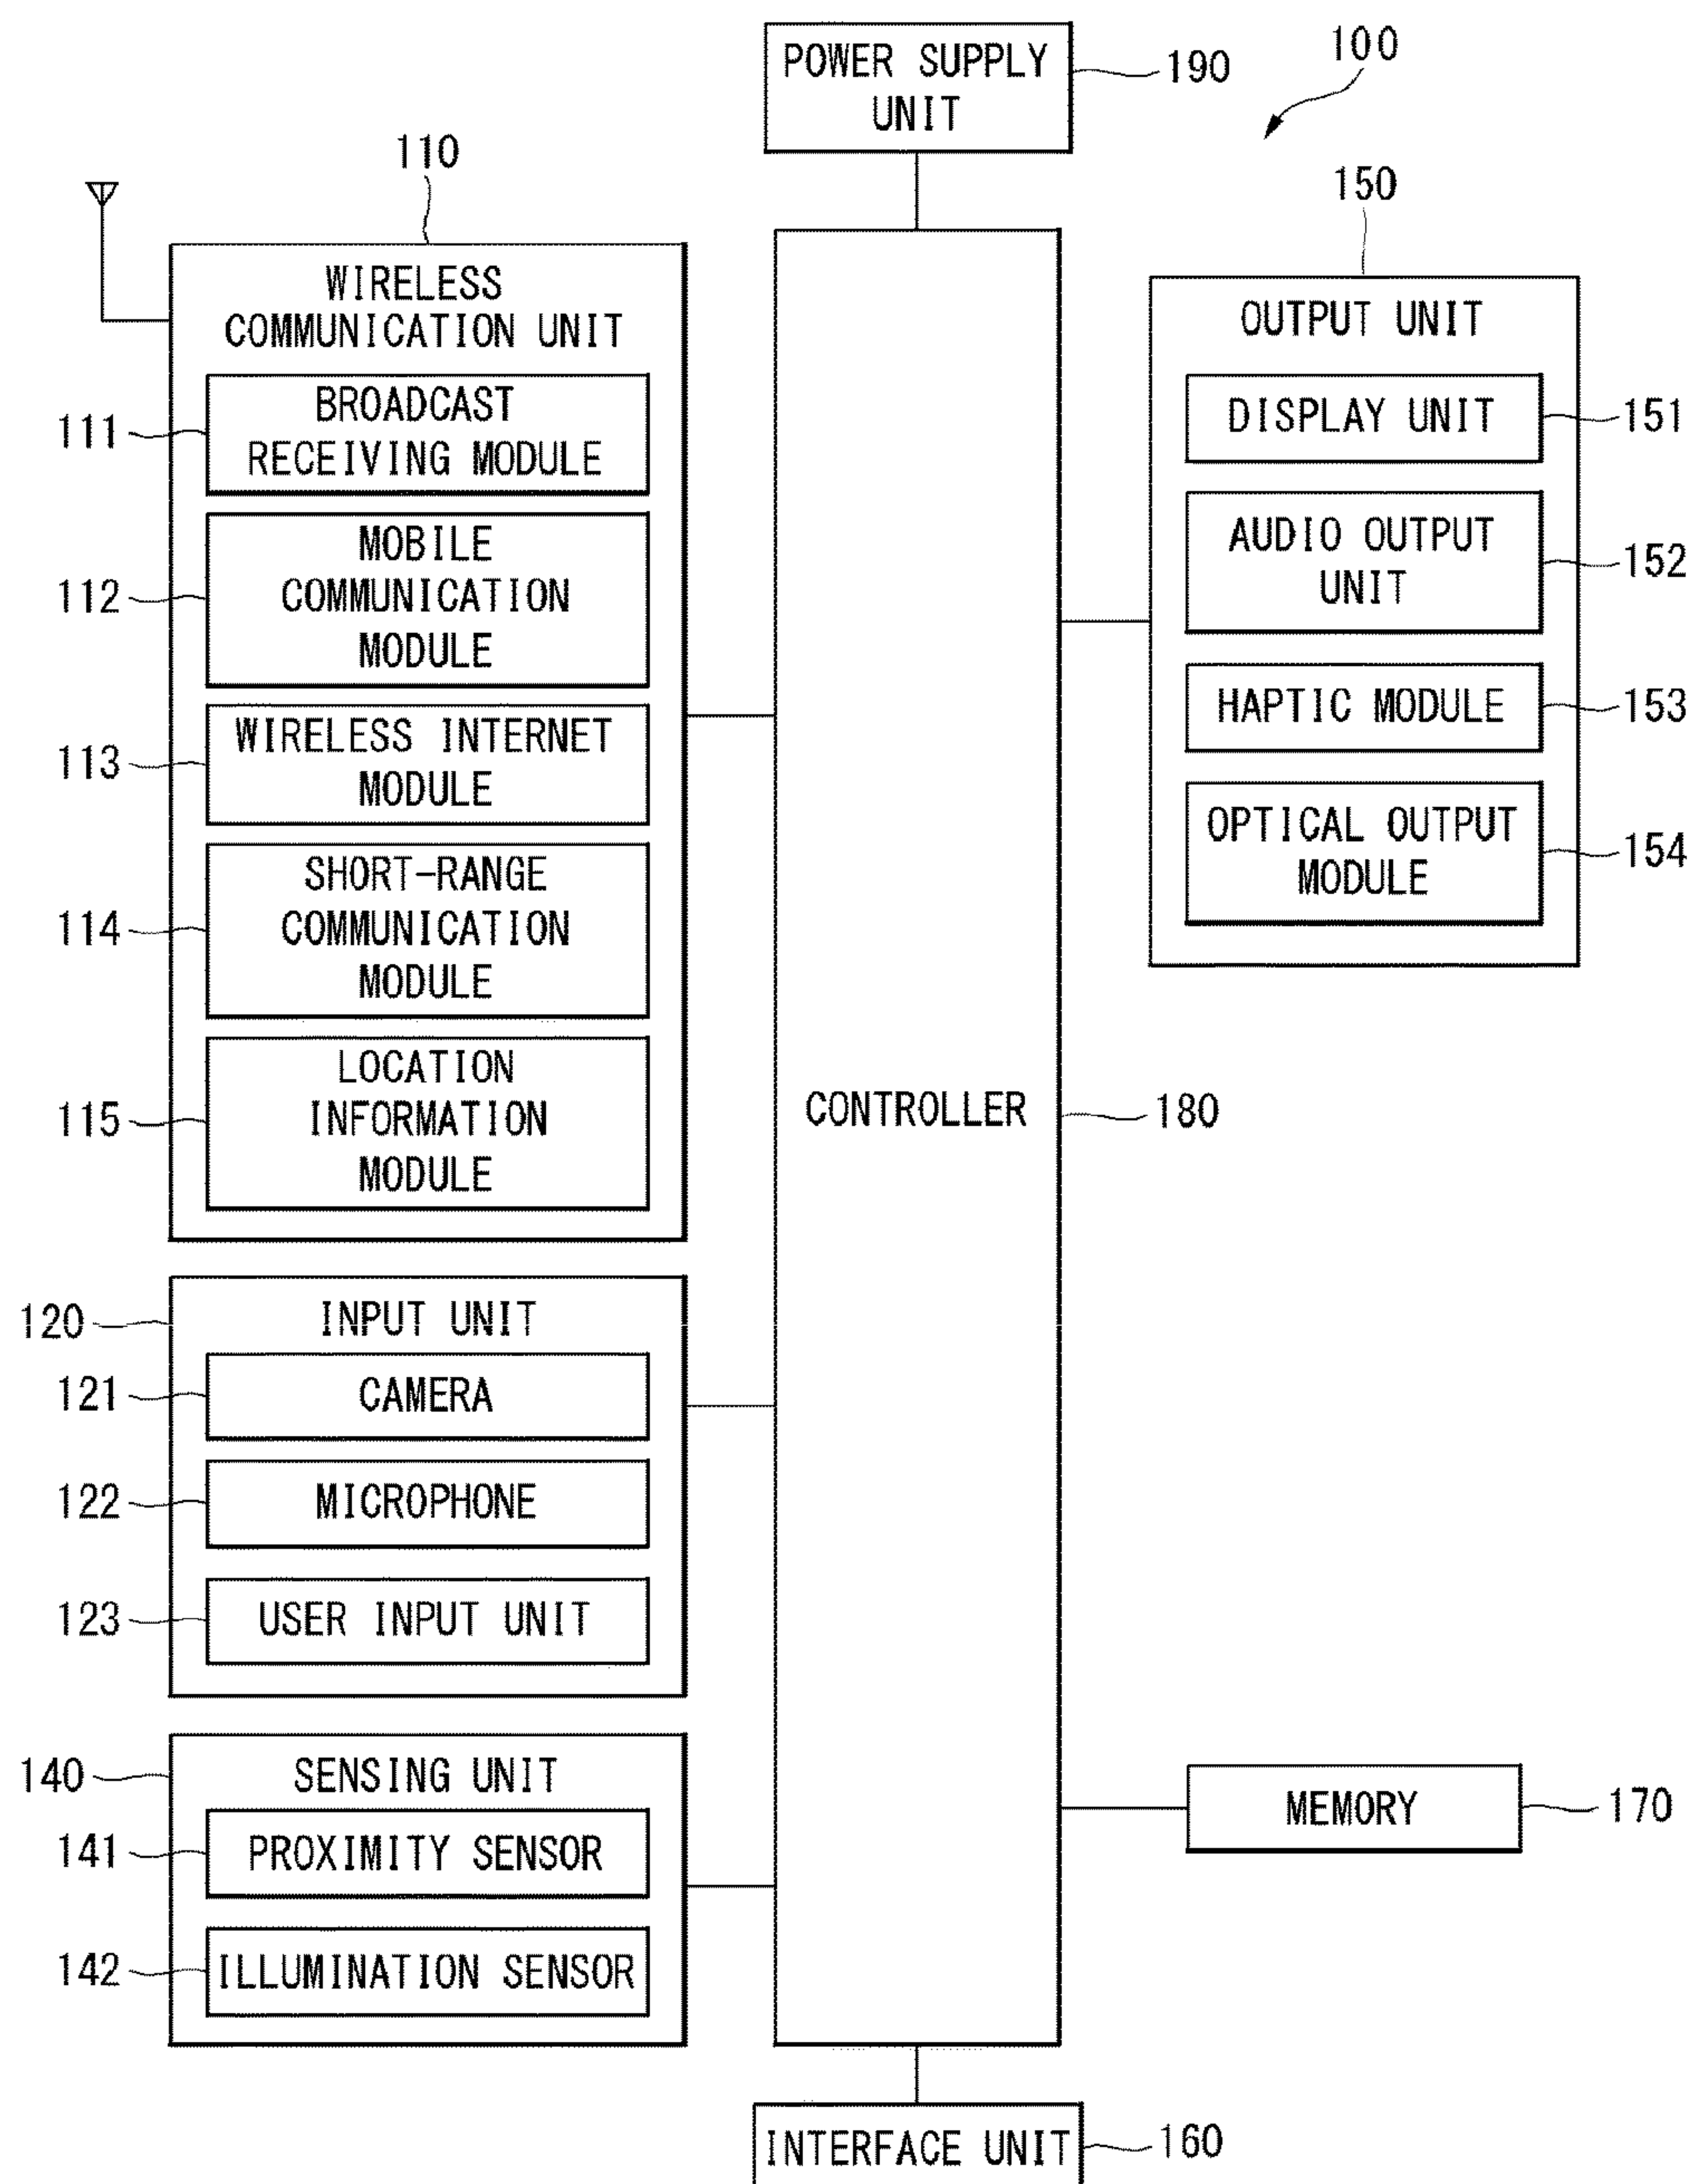 POWER SUPPLY
UNIT
190
100
110
150
WIRELESS
COMMUNICATION UNIT
BROADCAST
RECEIVING MODULE
111
MOBILE
COMMUNICATION
MODULE
112
WIRELESS INTERNET
MODULE
113
SHORT-RANGE
COMMUNICATION
MODULE
114
LOCATION
INFORMATION
MODULE
115
OUTPUT UNIT
DISPLAY UNIT
151
AUDIO OUTPUT
UNIT
152
HAPTIC MODULE
153
OPTICAL OUTPUT
MODULE
154
CONTROLLER
180
120
INPUT UNIT
121
CAMERA
122
MICROPHONE
123
USER INPUT UNIT
140
SENSING UNIT
141
PROXIMITY SENSOR
142
ILLUMINATION SENSOR
MEMORY
170
INTERFACE UNIT
160